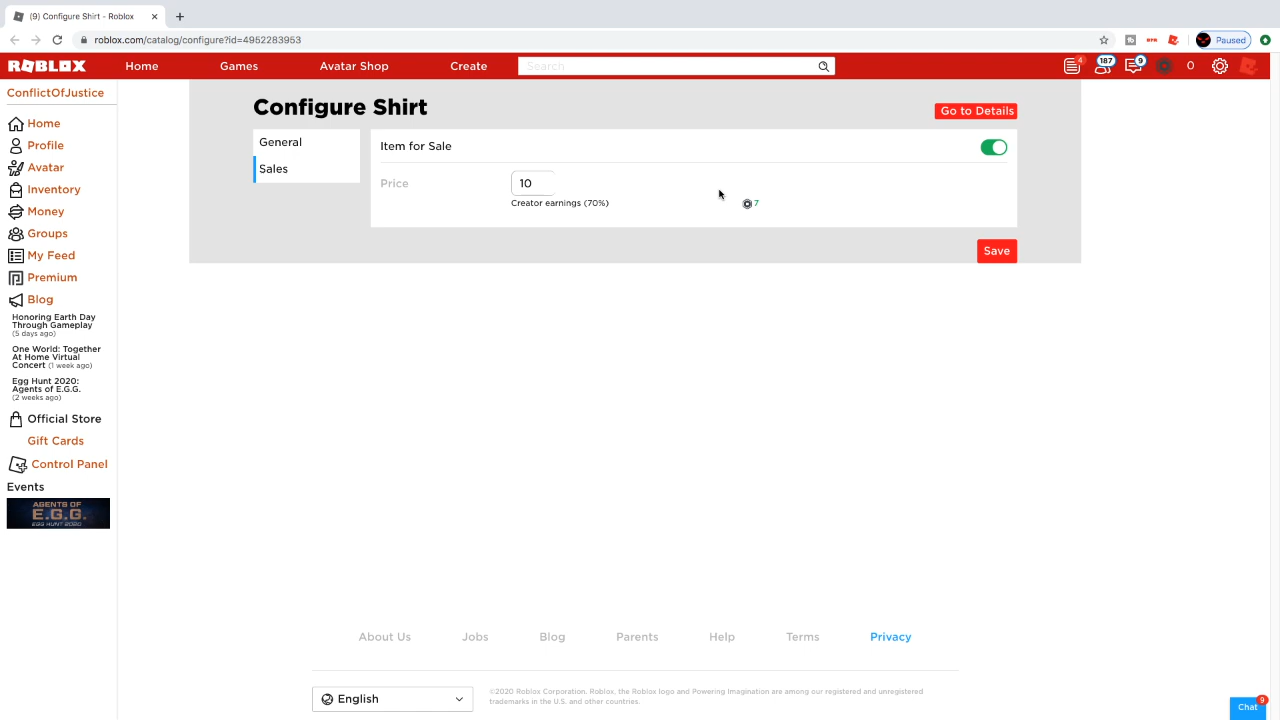 (9) Configure Shirt - Roblox
roblox.com/catalog/configure?id=4952283953
Paused
ROBLOX
Home
Games
Avatar Shop
Create
Search
4
187
9
0
ConflictOfJustice
Home
Profile
Avatar
Inventory
Money
Groups
My Feed
Premium
Blog
Honoring Earth Day
Through Gameplay
(5 days ago)
One World: Together
At Home Virtual
Concert (1 week ago)
Egg Hunt 2020:
Agents of E.G.G.
(2 weeks ago)
Official Store
Gift Cards
Control Panel
Events
AGENTS OF
E.G.G.
EGG HUNT 2020
Configure Shirt
Go to Details
General
Sales
Item for Sale
Price
10
Creator earnings (70%)
7
Save
About Us
Jobs
Blog
Parents
Help
Terms
Privacy
English
©2020 Roblox Corporation. Roblox, the Roblox logo and Powering Imagination are among our registered and unregistered
trademarks in the U.S. and other countries.
Chat
9